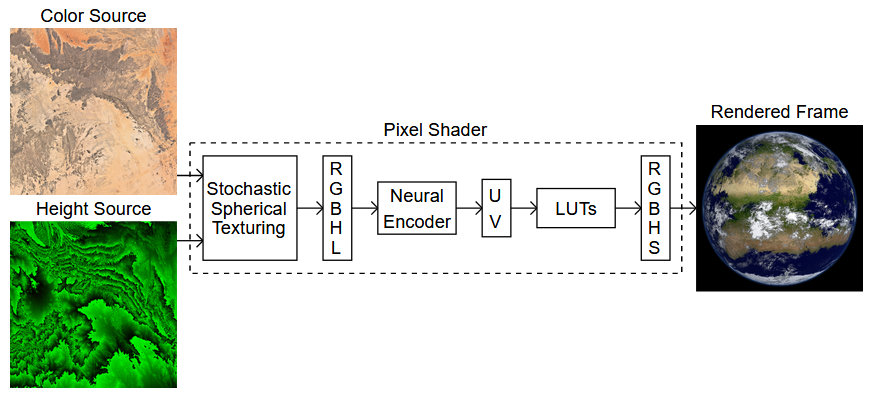 Color Source
Height Source
Pixel Shader
Stochastic
Spherical
Texturing
R
G
B
H
L
Neural
Encoder
U
V
LUTs
R
G
B
H
S
Rendered Frame